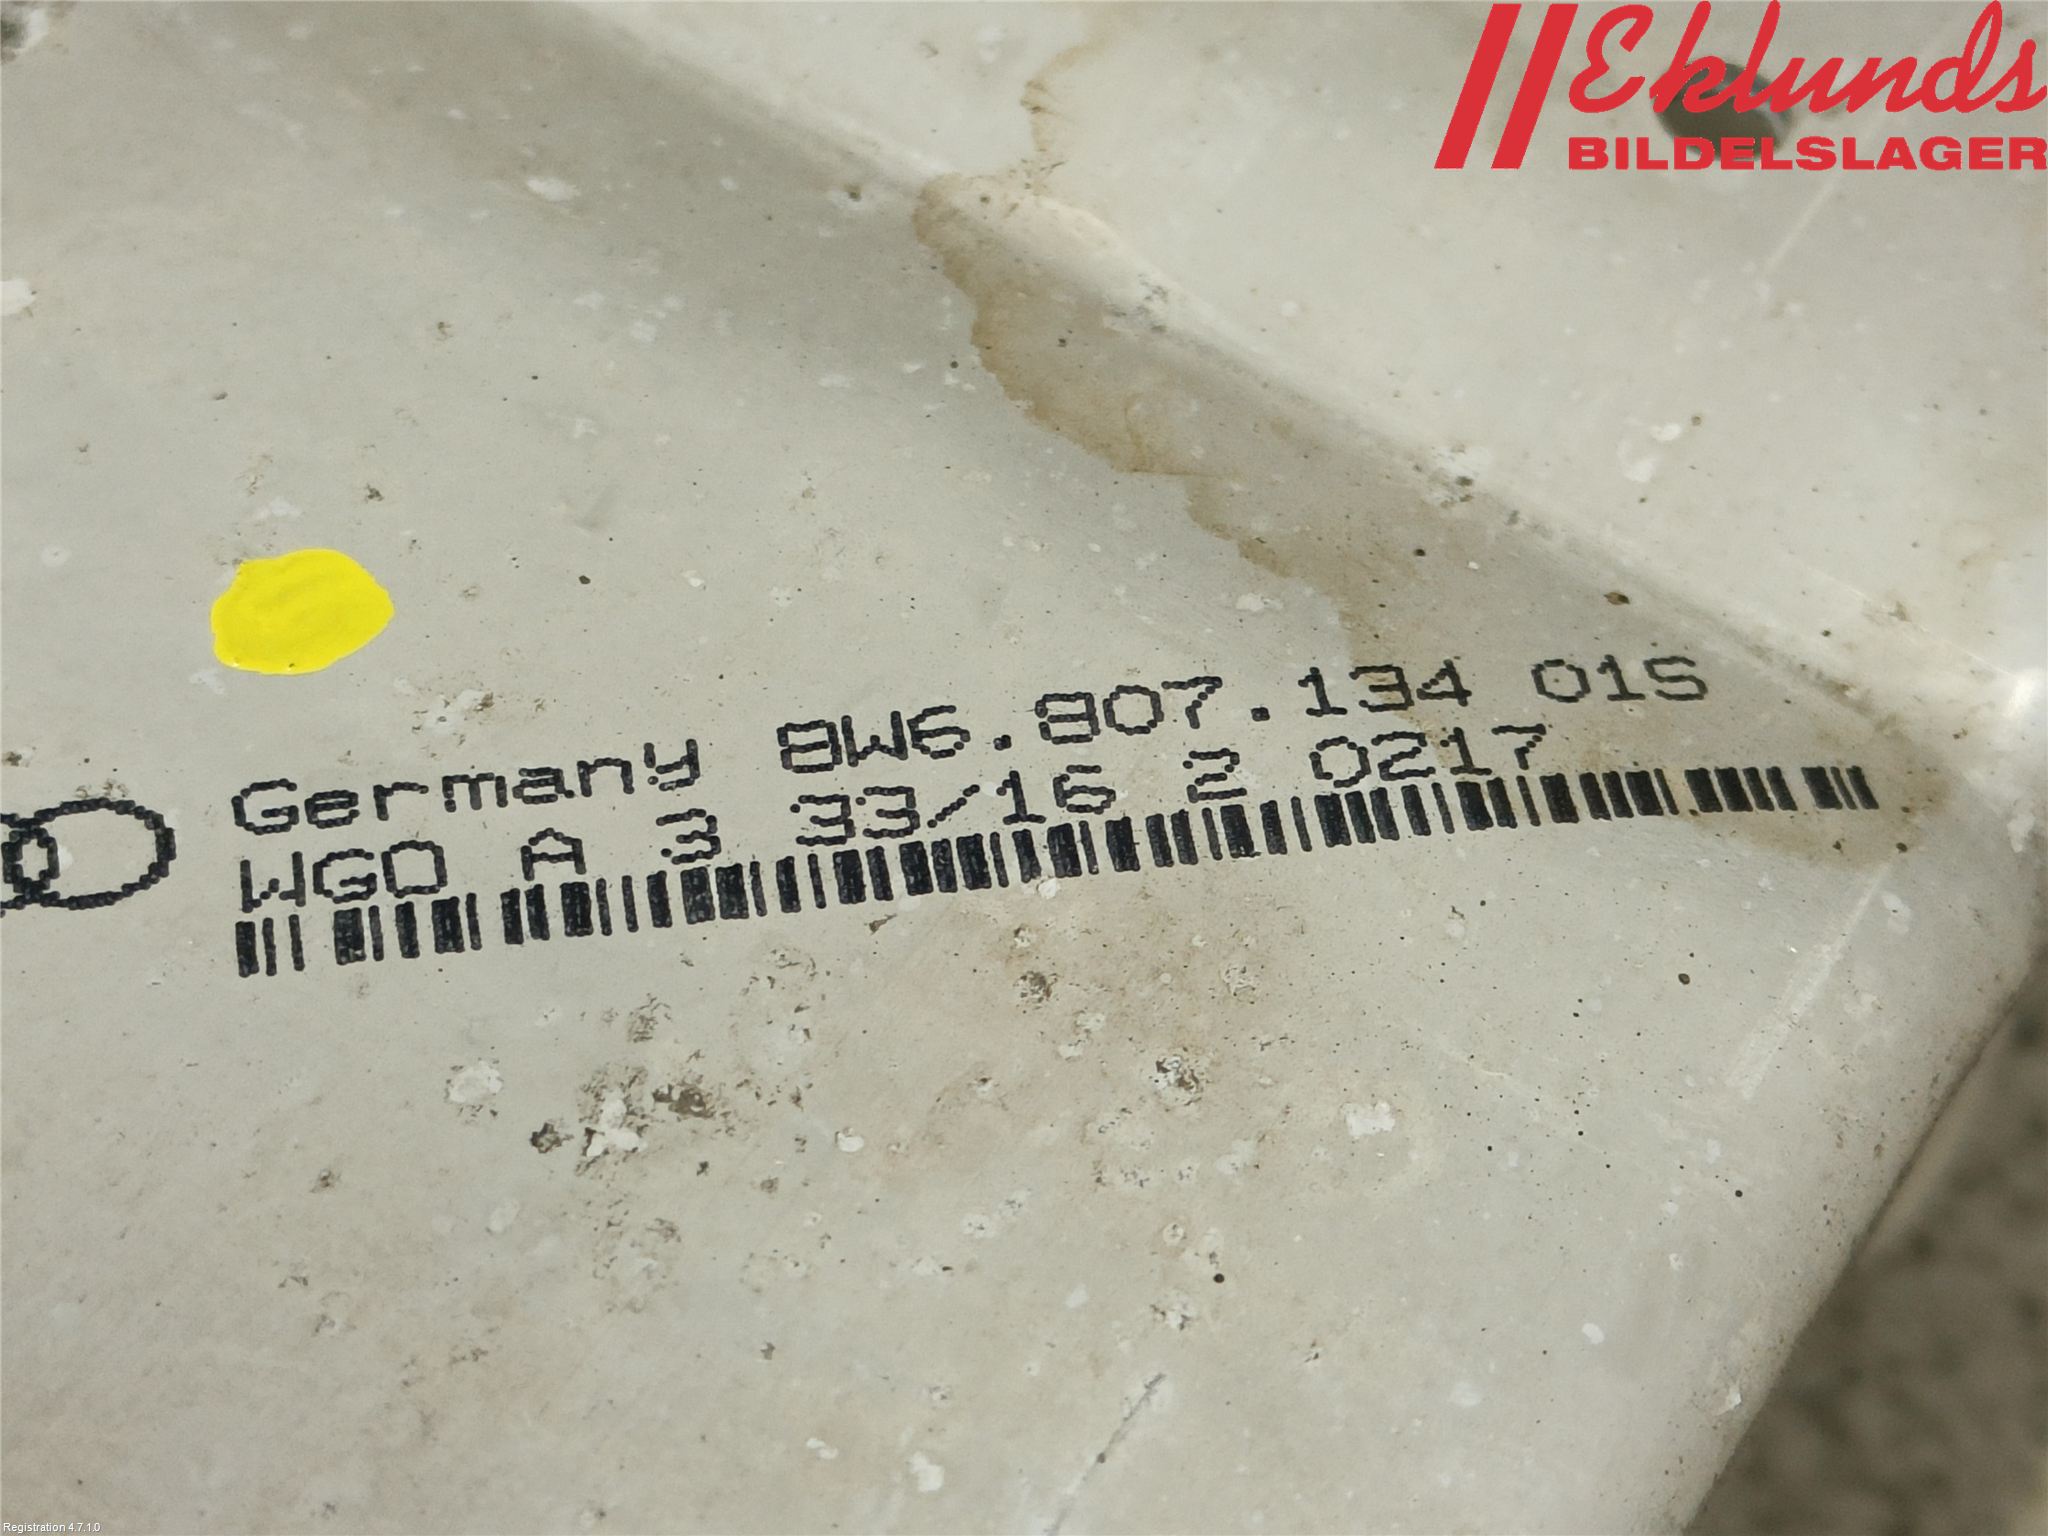 Eklunds
BILDELSLAGER
Germany 8W6.807.134 01S
WGO A 3 33/16 2 0217
Registration 4.7.1.0